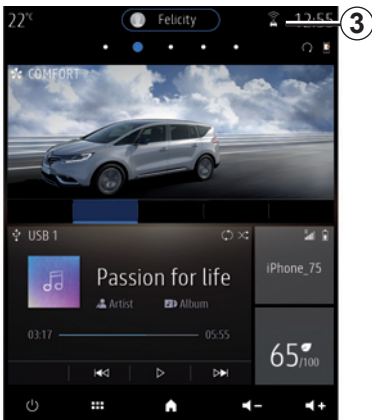 22°C Felicity 12:55 3
COMFORT
USB 1
iPhone_75
Passion for life
Artist Album
03:17 05:55
65/100